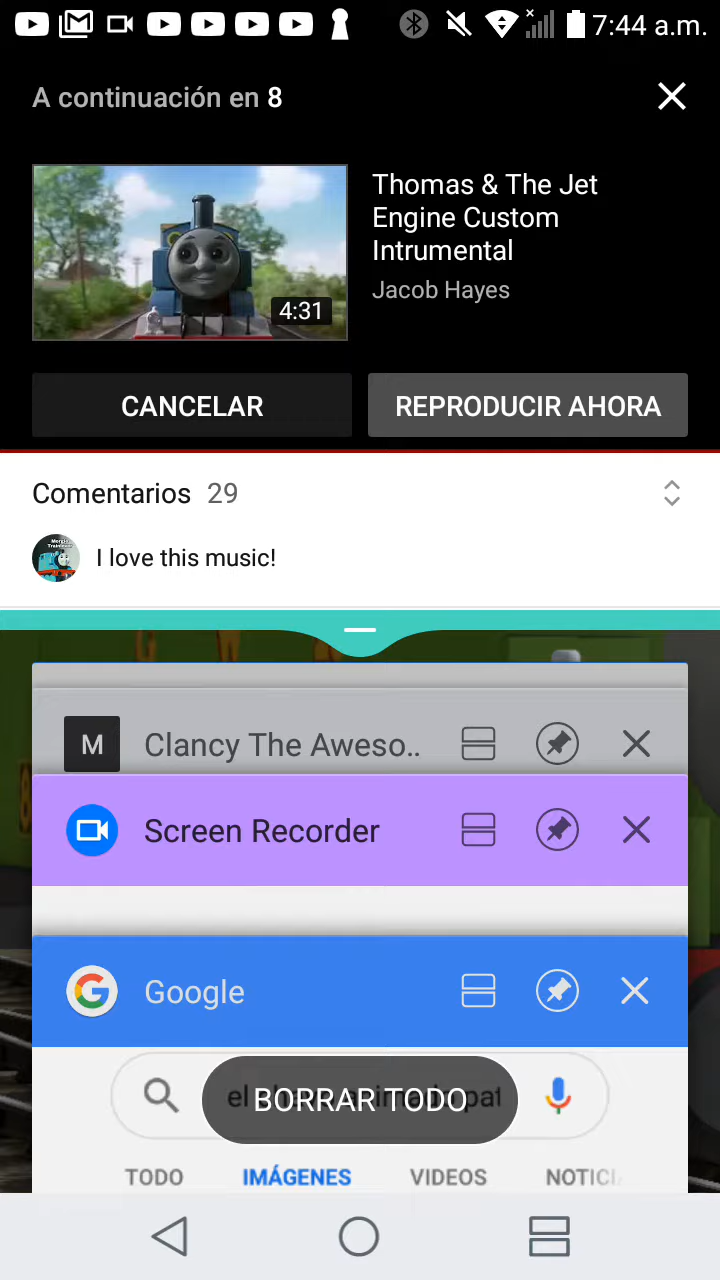 7:44 a.m.
A continuación en 8
Thomas & The Jet
Engine Custom
Intrumental
Jacob Hayes
4:31
CANCELAR
REPRODUCIR AHORA
Comentarios 29
I love this music!
M
Clancy The Aweso..
Screen Recorder
Google
BORRAR TODO
TODO
IMÁGENES
VIDEOS